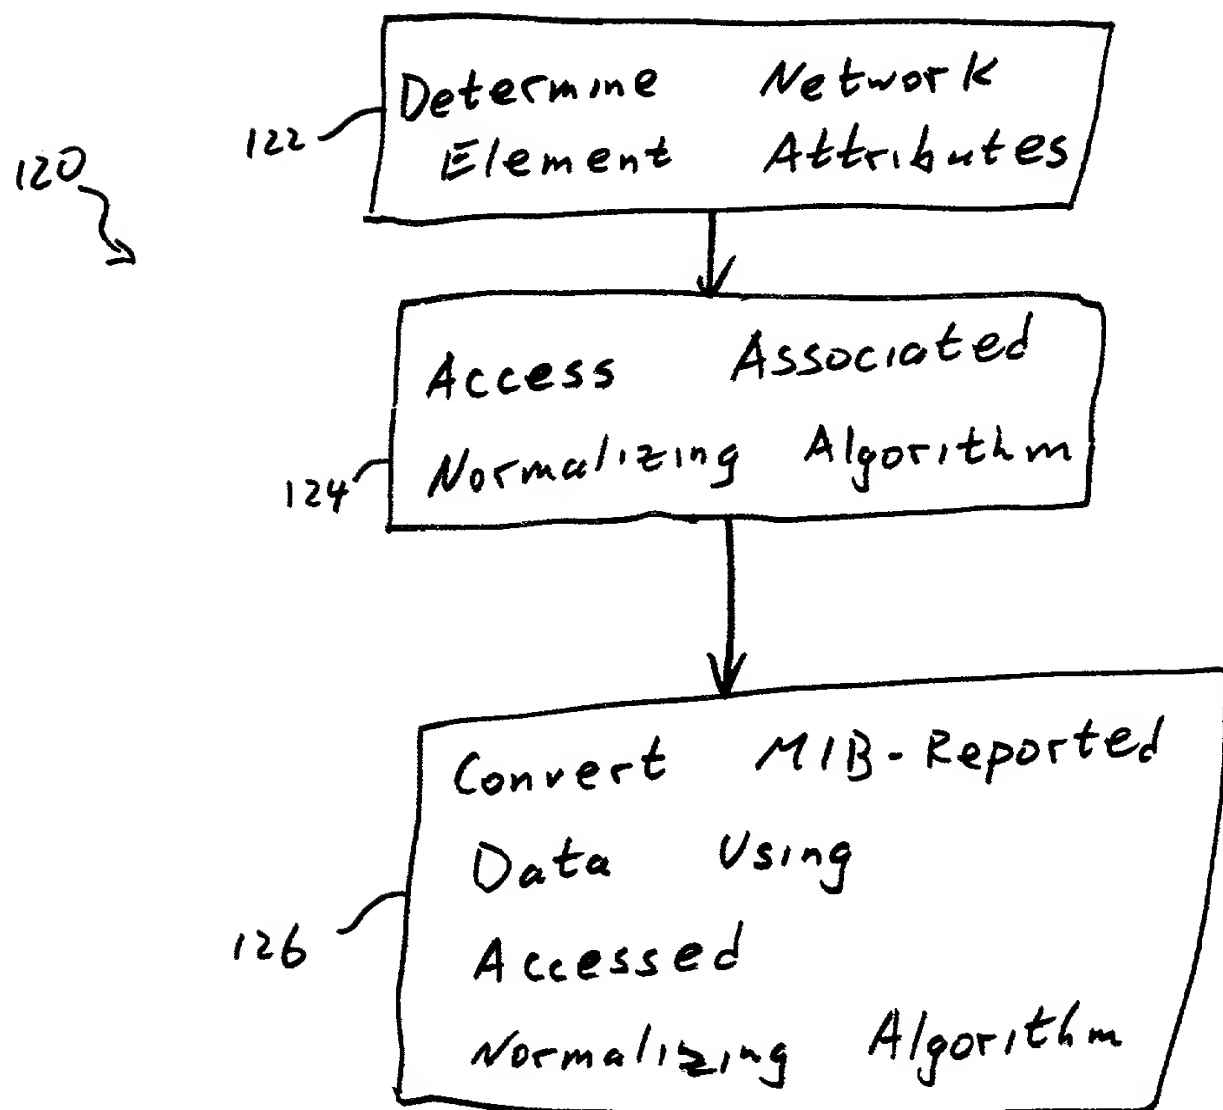 120
122
Determine Network
Element Attributes
Access Associated
Normalizing Algorithm
124
Convert MIB-Reported
Data Using
126
Accessed
Normalizing Algorithm